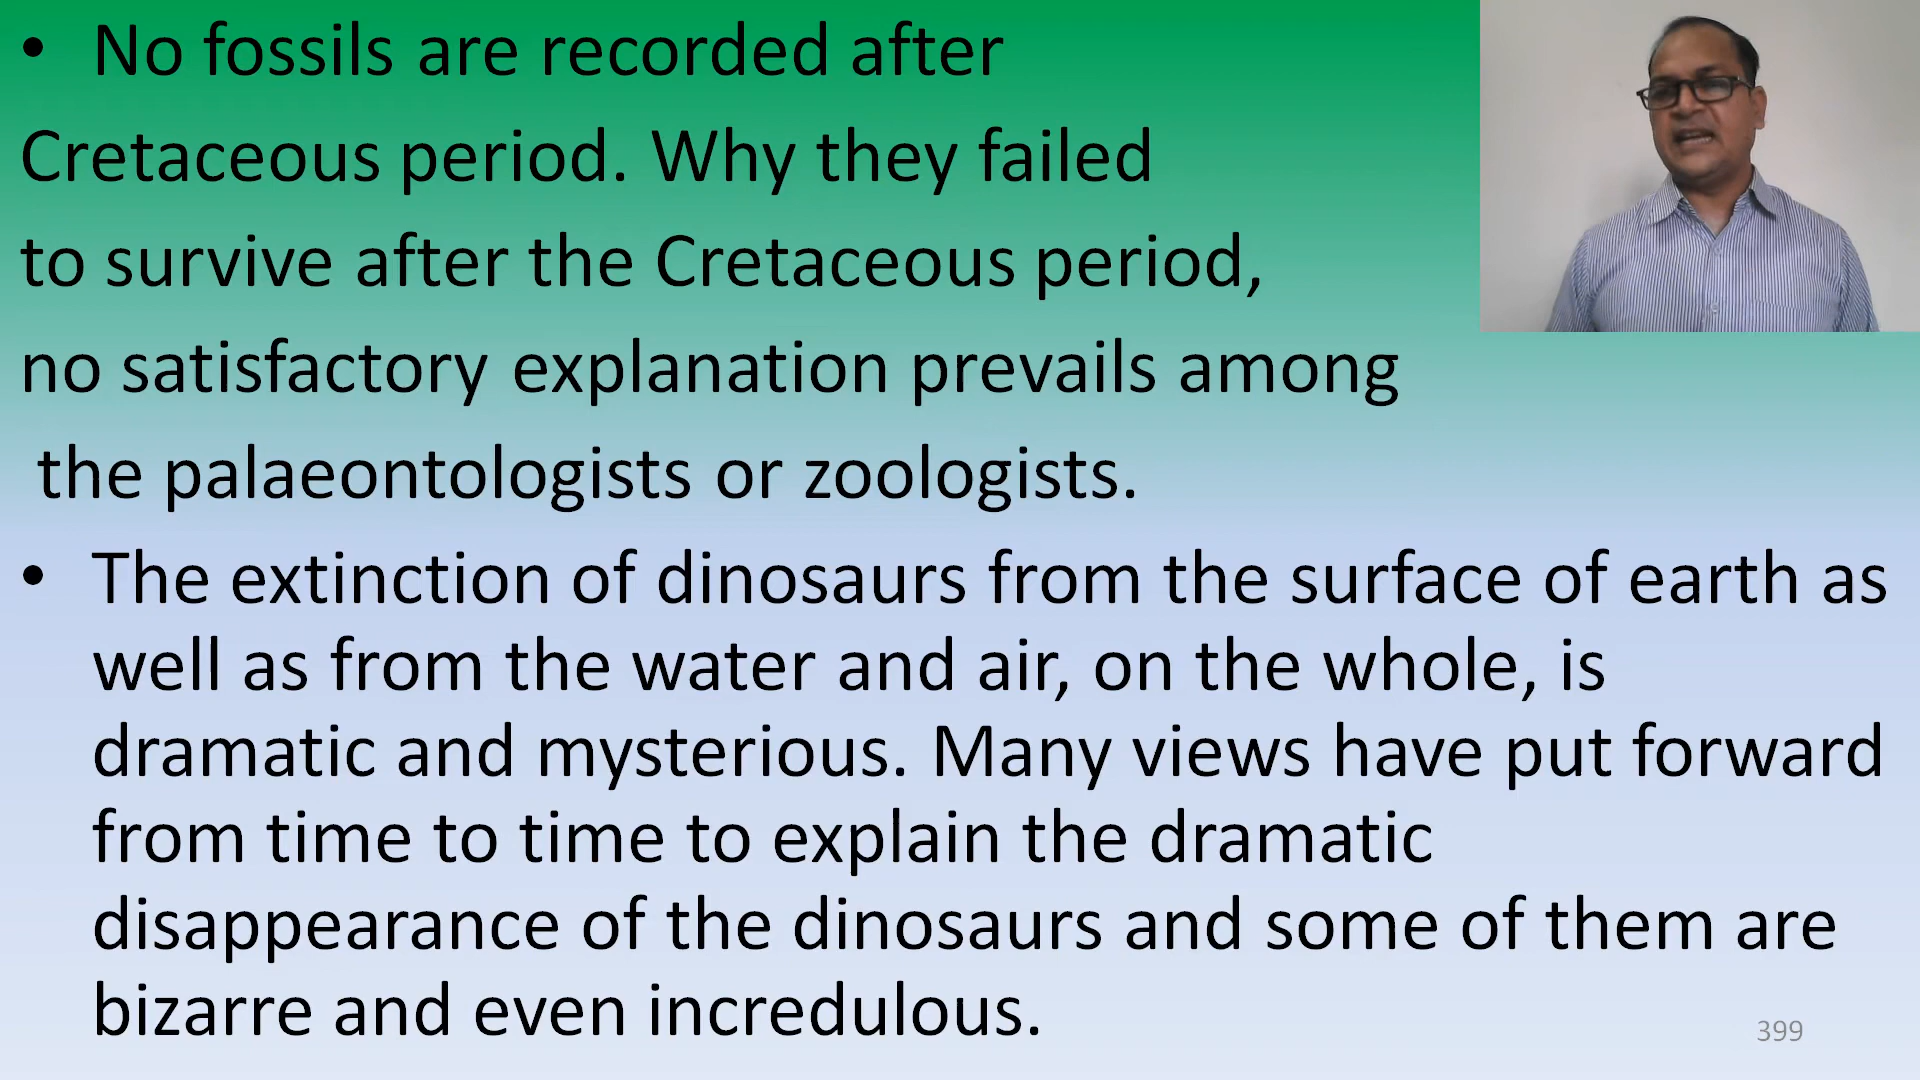 • No fossils are recorded after
Cretaceous period. Why they failed
to survive after the Cretaceous period,
no satisfactory explanation prevails among
the palaeontologists or zoologists.
• The extinction of dinosaurs from the surface of earth as
well as from the water and air, on the whole, is
dramatic and mysterious. Many views have put forward
from time to time to explain the dramatic
disappearance of the dinosaurs and some of them are
bizarre and even incredulous.
399